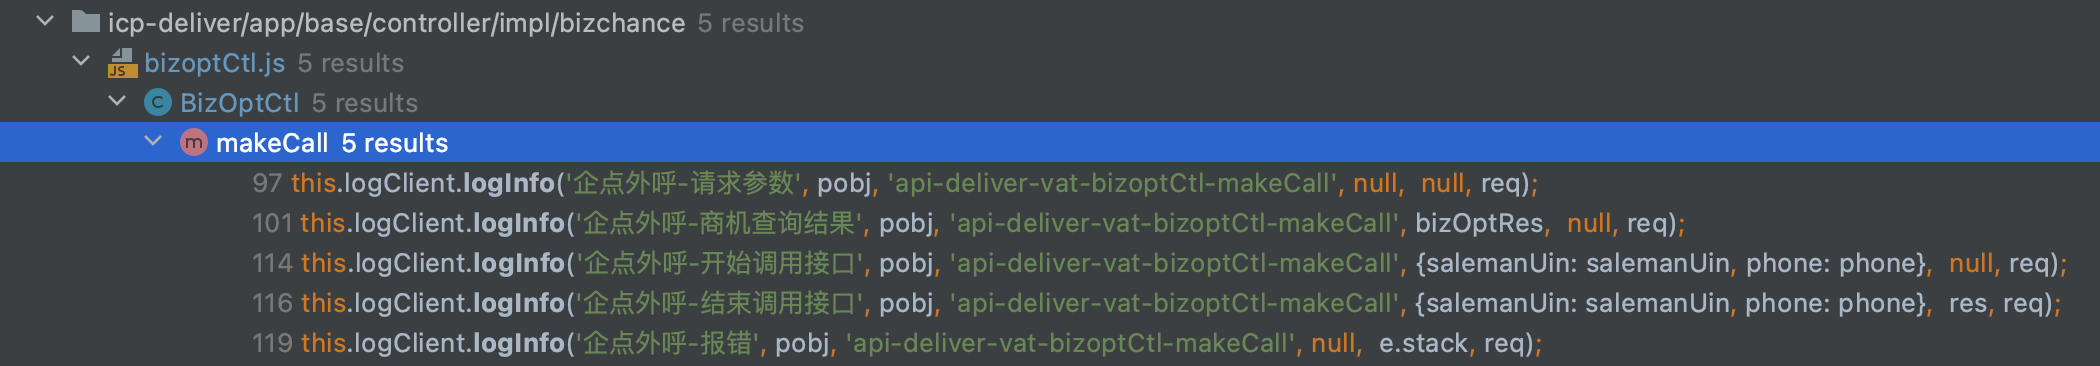 icp-deliver/app/base/controller/impl/bizchance 5 results
JS bizoptCtl.js 5 results
C BizOptCtl 5 results
m makeCall 5 results
97 this.logClient.logInfo('企点外呼-请求参数', pobj, 'api-deliver-vat-bizoptCtl-makeCall', null, null, req);
101 this.logClient.logInfo('企点外呼-商机查询结果', pobj, 'api-deliver-vat-bizoptCtl-makeCall', bizOptRes, null, req);
114 this.logClient.logInfo('企点外呼-开始调用接口', pobj, 'api-deliver-vat-bizoptCtl-makeCall', {salemanUin: salemanUin, phone: phone}, null, req);
116 this.logClient.logInfo('企点外呼-结束调用接口', pobj, 'api-deliver-vat-bizoptCtl-makeCall', {salemanUin: salemanUin, phone: phone}, res, req);
119 this.logClient.logInfo('企点外呼-报错', pobj, 'api-deliver-vat-bizoptCtl-makeCall', null, e.stack, req);